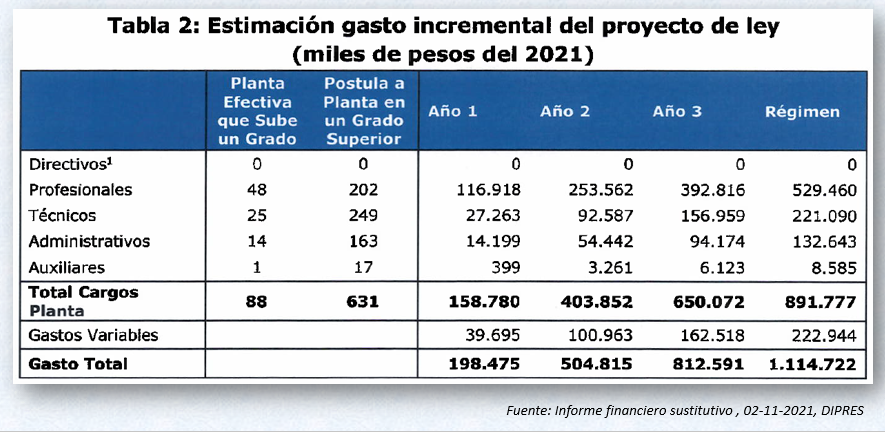 Tabla 2: Estimación gasto incremental del proyecto de ley
(miles de pesos del 2021)
Planta Efectiva que Sube un Grado Postula a Planta en un Grado Superior Año 1 Año 2 Año 3 Régimen
Directivos¹ 0 0 0 0 0 0
Profesionales 48 202 116.918 253.562 392.816 529.460
Técnicos 25 249 27.263 92.587 156.959 221.090
Administrativos 14 163 14.199 54.442 94.174 132.643
Auxiliares 1 17 399 3.261 6.123 8.585
Total Cargos Planta 88 631 158.780 403.852 650.072 891.777
Gastos Variables 39.695 100.963 162.518 222.944
Gasto Total 198.475 504.815 812.591 1.114.722
Fuente: Informe financiero sustitutivo , 02-11-2021, DIPRES